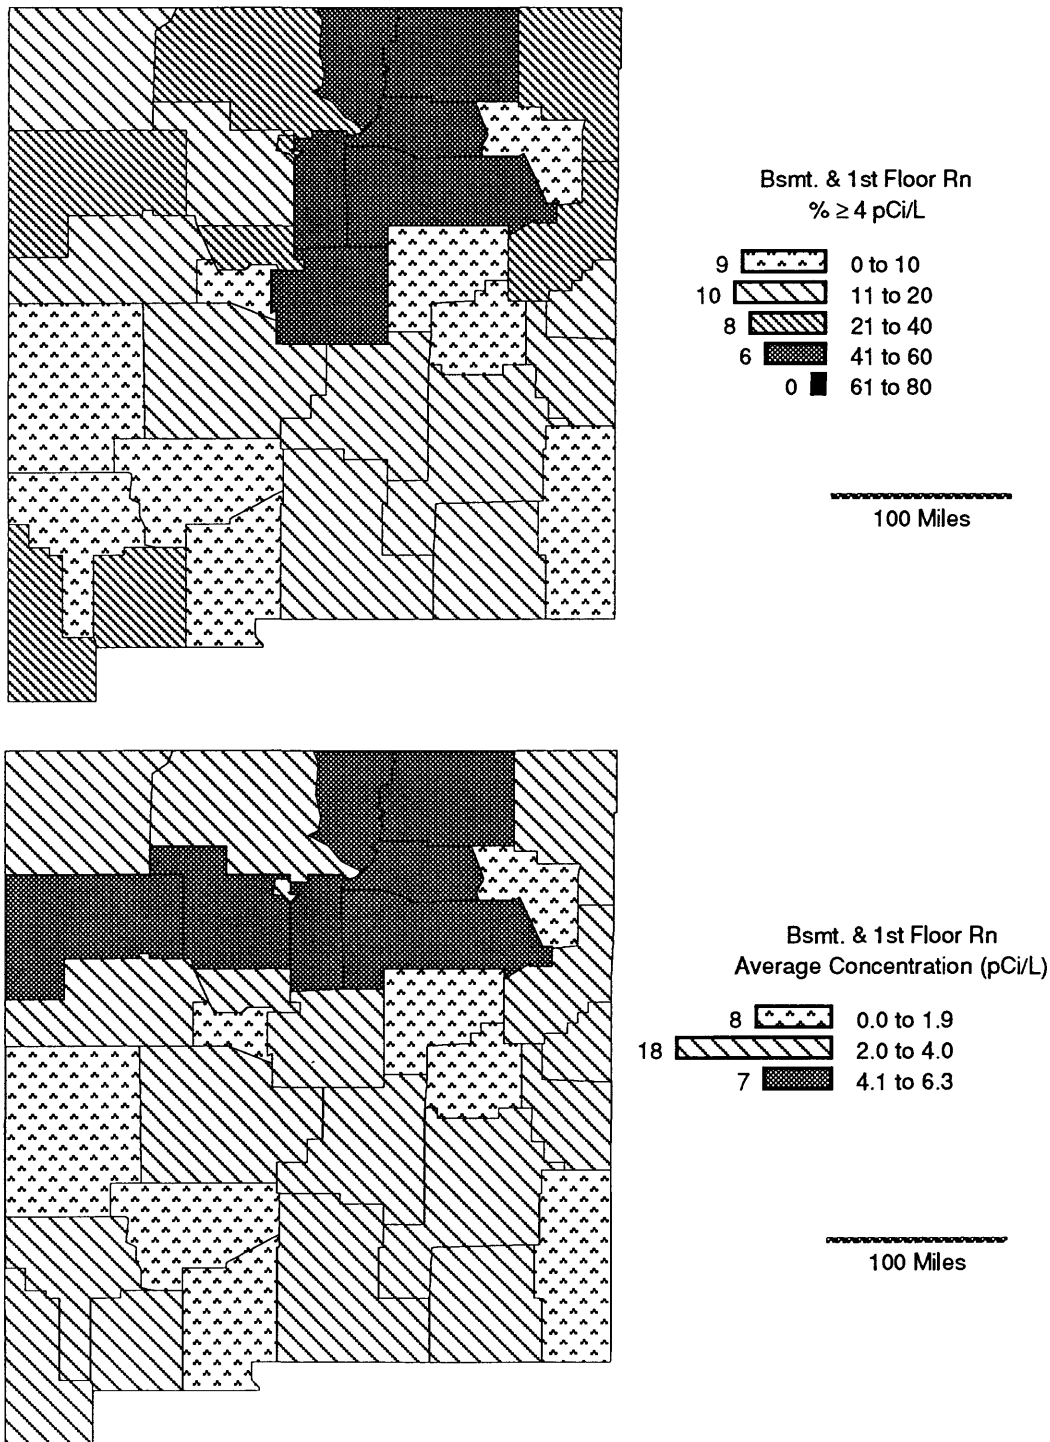 Bsmt. & 1st Floor Rn
% ≥ 4 pCi/L
9 0 to 10
10 11 to 20
8 21 to 40
6 41 to 60
0 61 to 80
100 Miles
Bsmt. & 1st Floor Rn
Average Concentration (pCi/L)
8 0.0 to 1.9
18 2.0 to 4.0
7 4.1 to 6.3
100 Miles